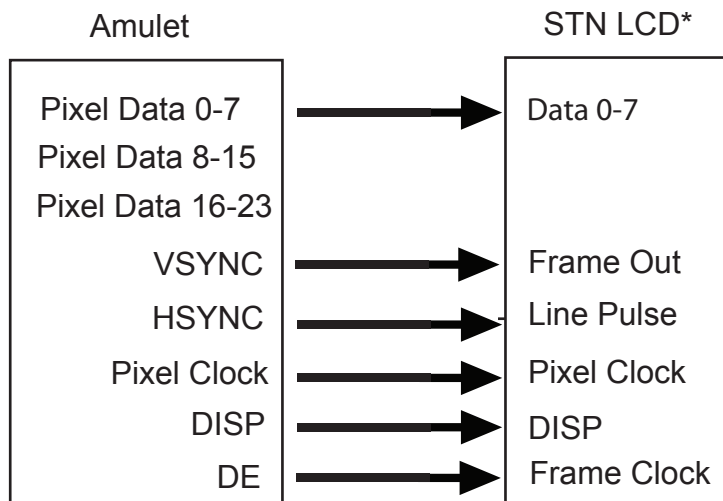 Amulet
STN LCD*
Pixel Data 0-7
Data 0-7
Pixel Data 8-15
Pixel Data 16-23
VSYNC
Frame Out
HSYNC
Line Pulse
Pixel Clock
Pixel Clock
DISP
DISP
DE
Frame Clock